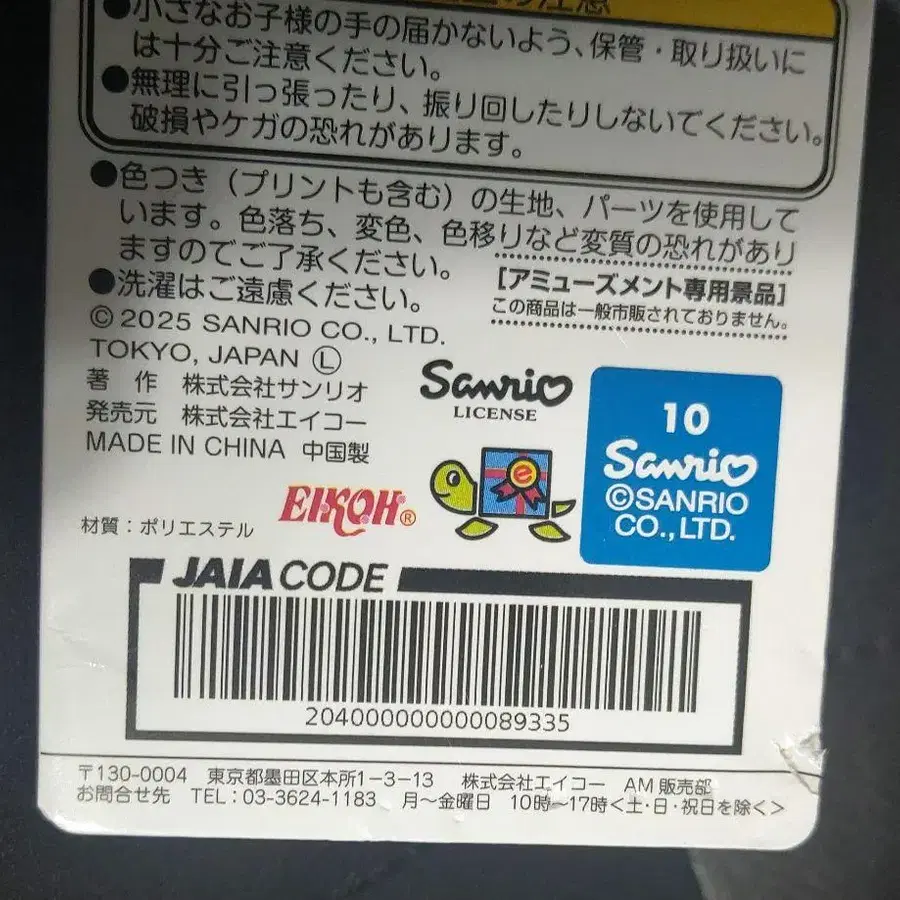 の注意
●小さなお子様の手の届かないよう、保管・取り扱いに
は十分ご注意ください。
●無理に引っ張ったり、振り回したりしないでください。
破損やケガの恐れがあります。
●色つき（プリントも含む）の生地、パーツを使用して
います。色落ち、変色、色移りなど変質の恐れがあり
ますのでご了承ください。
●洗濯はご遠慮ください。
[アミューズメント専用景品]
この商品は一般市販されておりません。
© 2025 SANRIO CO., LTD.
TOKYO, JAPAN Ⓛ
著 作 株式会社サンリオ
発売元 株式会社エイコー
MADE IN CHINA 中国製
Sanrio
LICENSE
10
Sanrio
©SANRIO
CO., LTD.
EIKOH®
e
材質：ポリエステル
JAIA CODE
204000000000089335
〒130-0004 東京都墨田区本所1-3-13 株式会社エイコー AM販売部
お問合せ先 TEL：03-3624-1183 月～金曜日 10時～17時＜土・日・祝日を除く＞